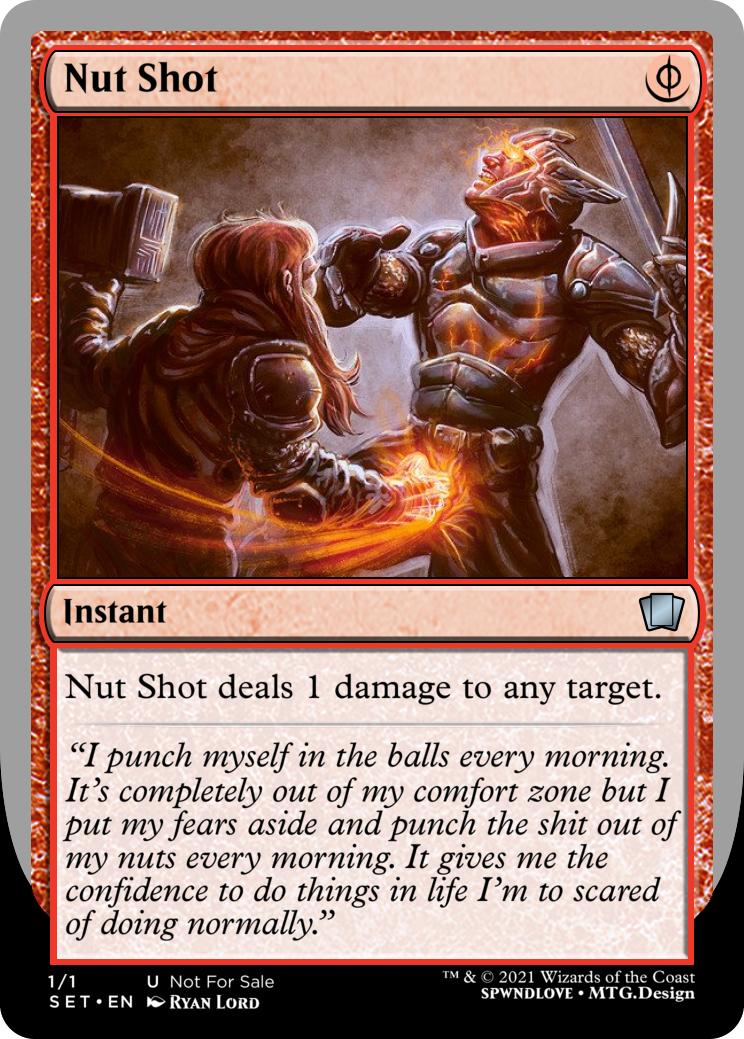 Nut Shot
Instant
Nut Shot deals 1 damage to any target.
“I punch myself in the balls every morning.
It’s completely out of my comfort zone but I
put my fears aside and punch the shit out of
my nuts every morning. It gives me the
confidence to do things in life I’m to scared
of doing normally.”
1/1 U Not For Sale
SET • EN Ryan Lord
™ & © 2021 Wizards of the Coast
SPWNDLOVE • MTG.Design